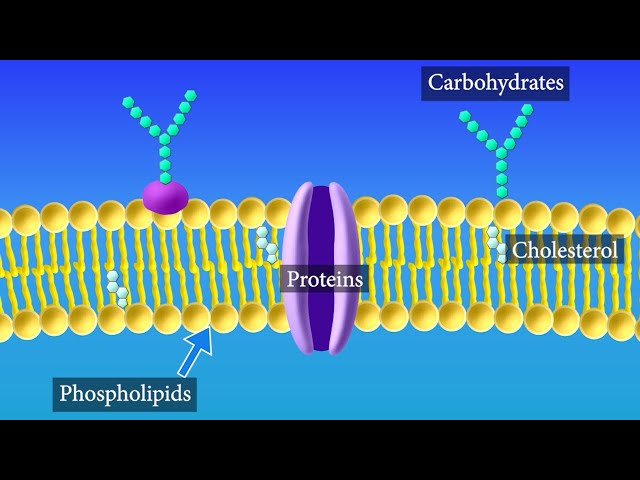 Carbohydrates
Cholesterol
Proteins
Phospholipids